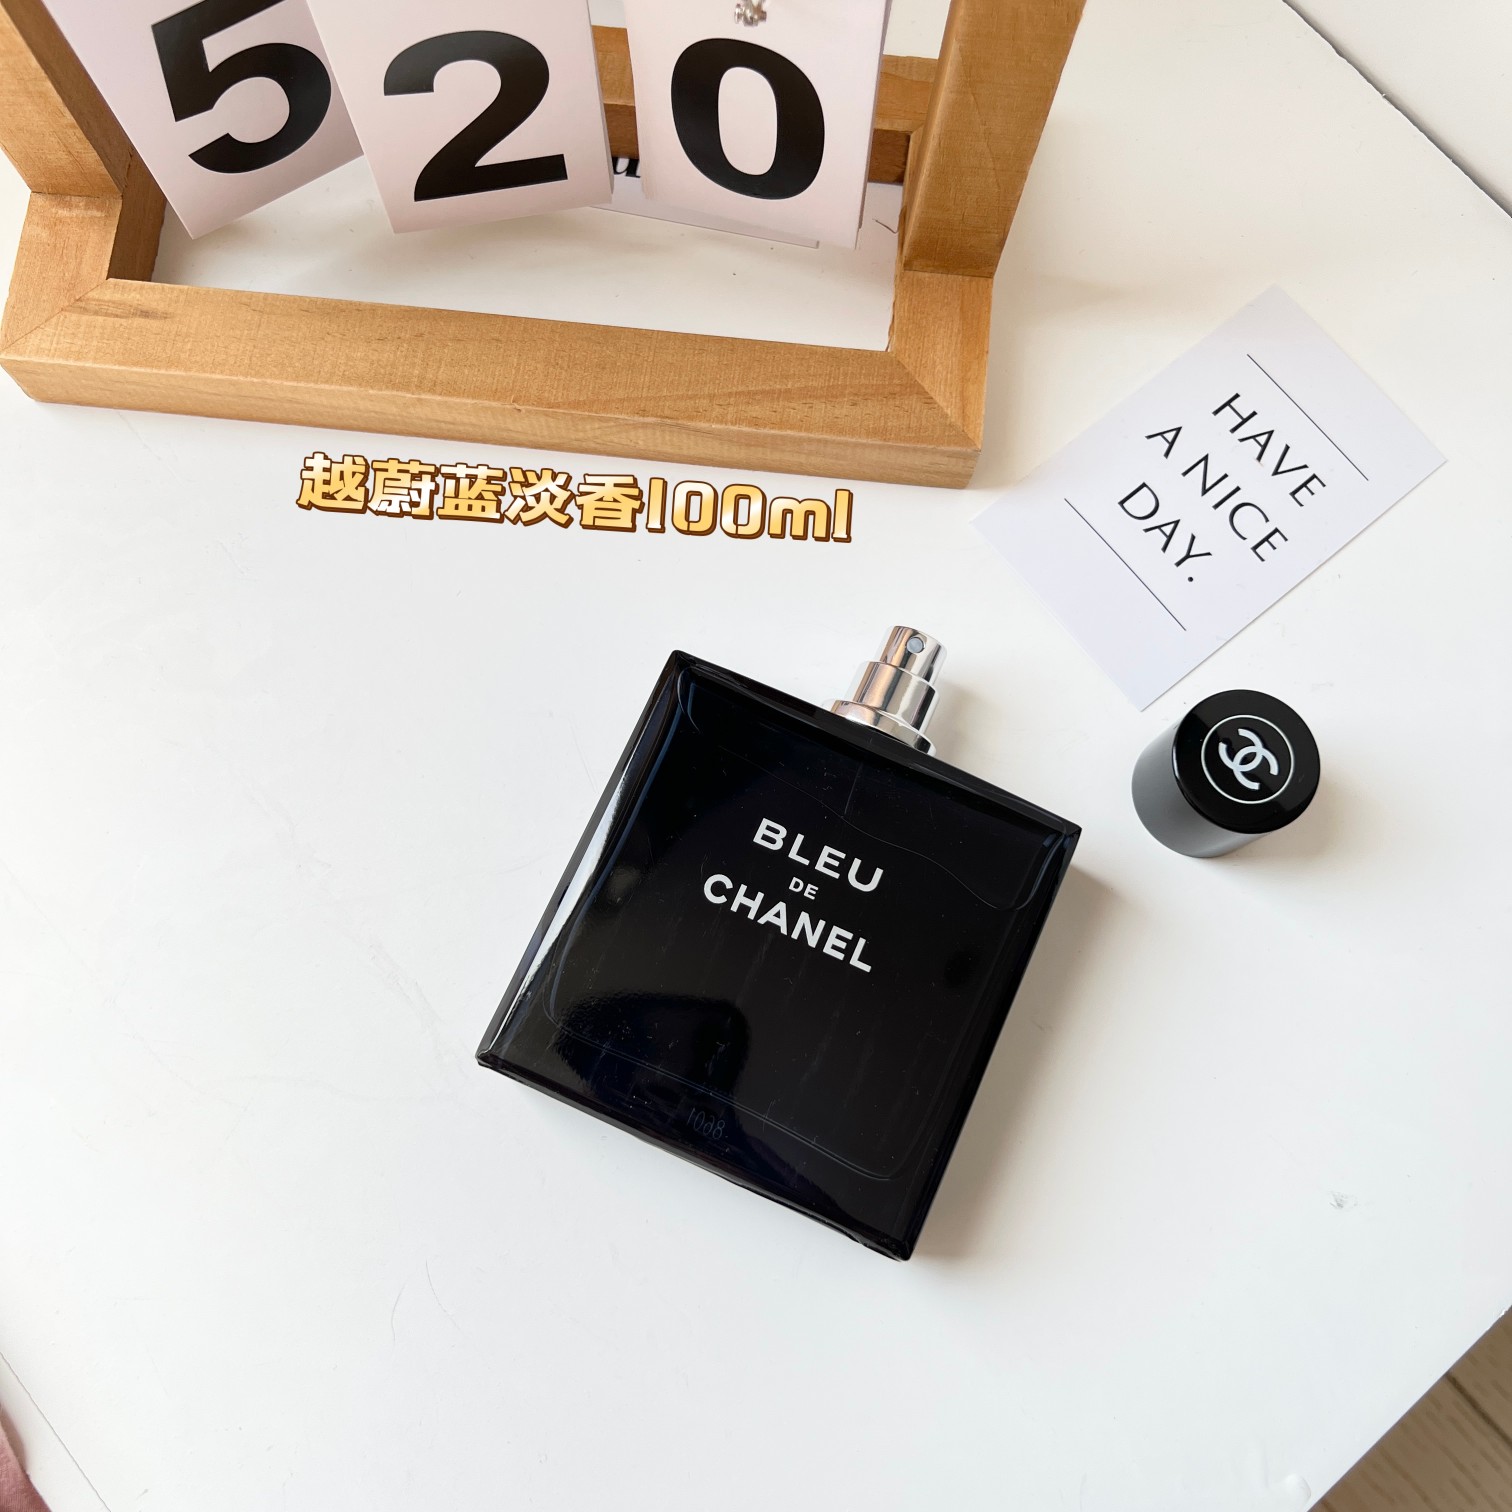 520
越蔚蓝淡香100ml
HAVE
A NICE
DAY.
BLEU
DE
CHANEL